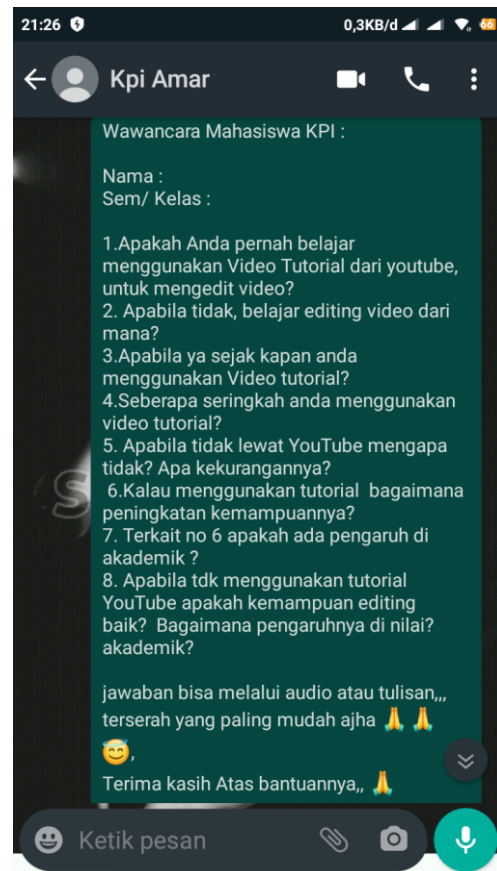 21:26 0,3KB/d 66
Kpi Amar
Wawancara Mahasiswa KPI :
Nama :
Sem/ Kelas :
1.Apakah Anda pernah belajar
menggunakan Video Tutorial dari youtube,
untuk mengedit video?
2. Apabila tidak, belajar editing video dari
mana?
3.Apabila ya sejak kapan anda
menggunakan Video tutorial?
4.Seberapa seringkah anda menggunakan
video tutorial?
5. Apabila tidak lewat YouTube mengapa
tidak? Apa kekurangannya?
6.Kalau menggunakan tutorial bagaimana
peningkatan kemampuannya?
7. Terkait no 6 apakah ada pengaruh di
akademik ?
8. Apabila tdk menggunakan tutorial
YouTube apakah kemampuan editing
baik? Bagaimana pengaruhnya di nilai?
akademik?
jawaban bisa melalui audio atau tulisan,,,
terserah yang paling mudah ajha 🙏 🙏
😇,
Terima kasih Atas bantuannya,, 🙏
Ketik pesan